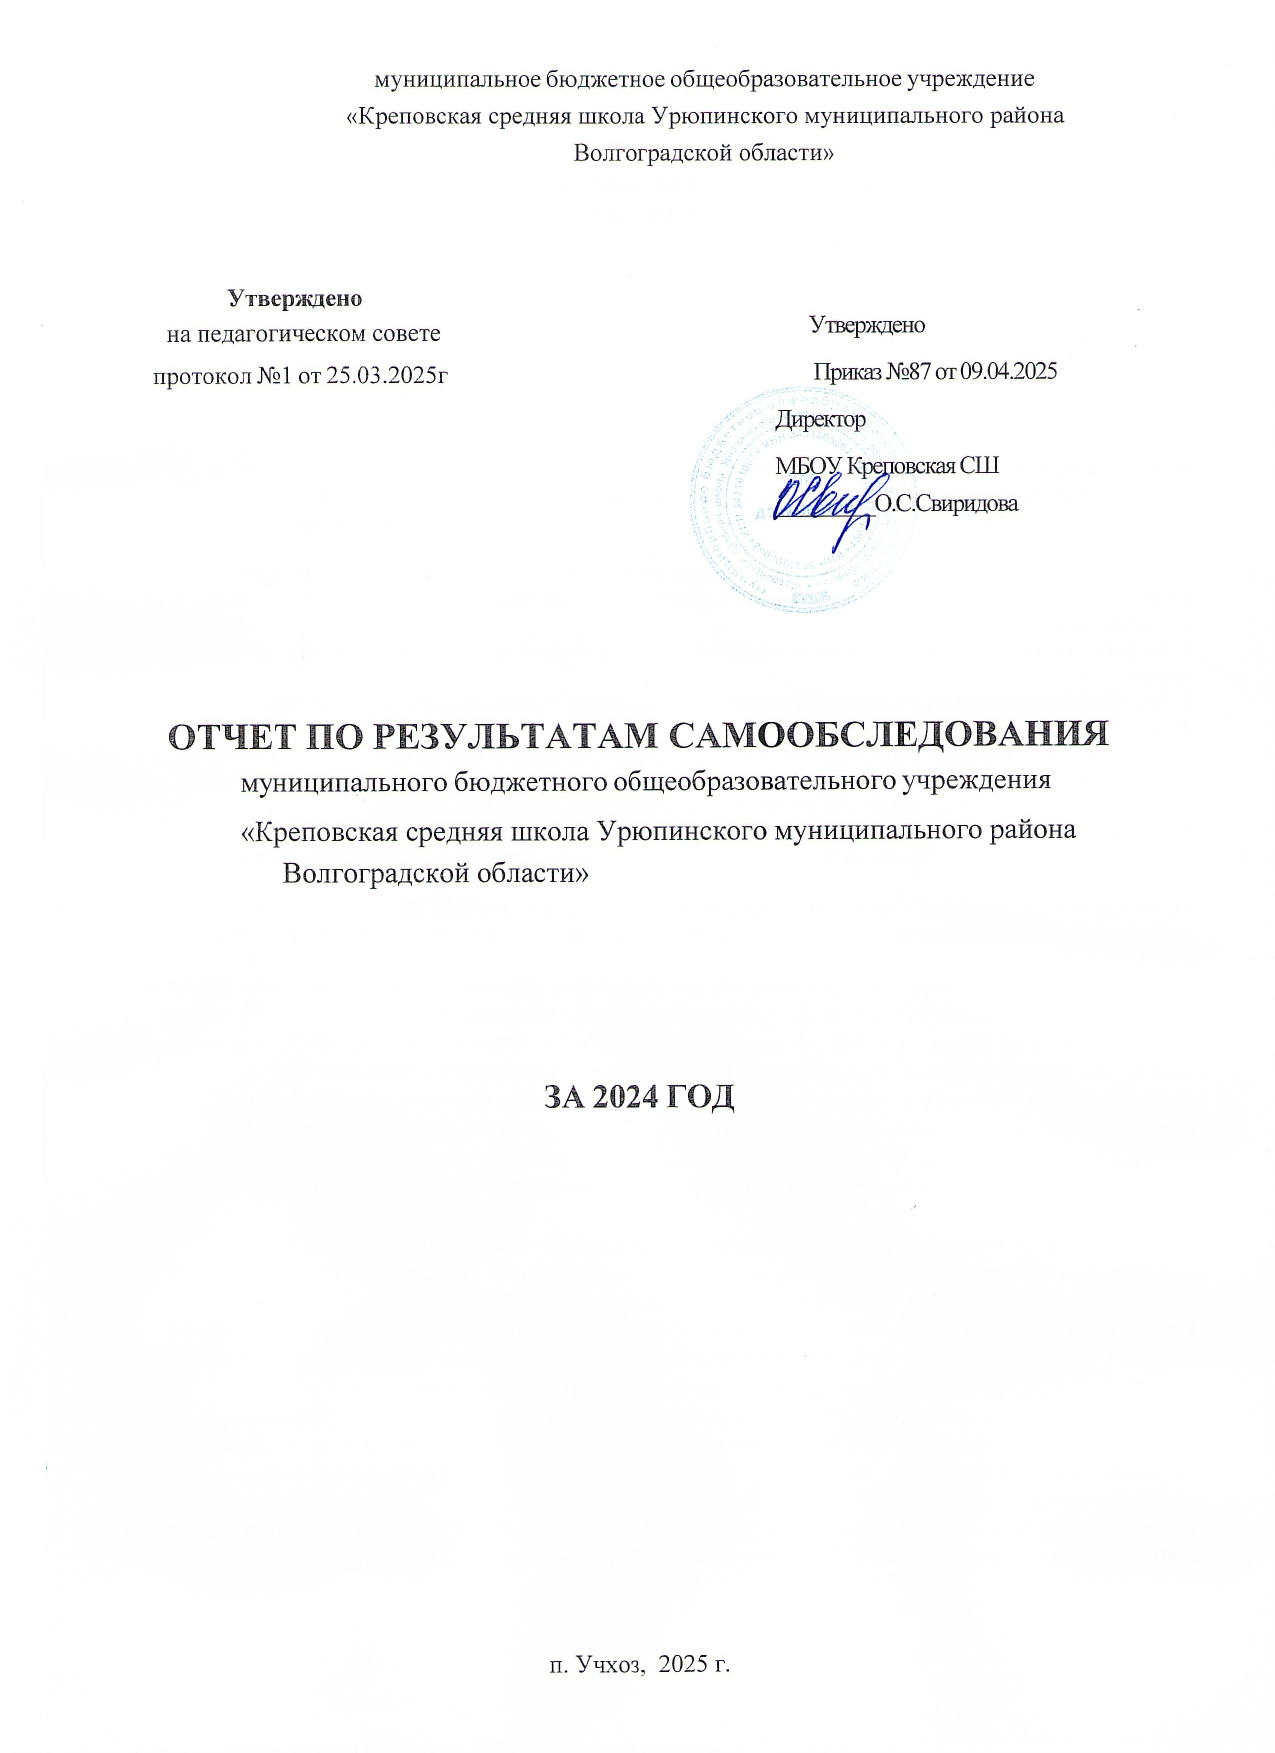 муниципальное бюджетное общеобразовательное учреждение
«Креповская средняя школа Урюпинского муниципального района
Волгоградской области»
Утверждено
на педагогическом совете
протокол №1 от 25.03.2025г
Утверждено
Приказ №87 от 09.04.2025
Директор
МБОУ Креповская СШ
О.С.Свиридова
ОТЧЕТ ПО РЕЗУЛЬТАТАМ САМООБСЛЕДОВАНИЯ
муниципального бюджетного общеобразовательного учреждения
«Креповская средняя школа Урюпинского муниципального района
Волгоградской области»
ЗА 2024 ГОД
п. Учхоз, 2025 г.